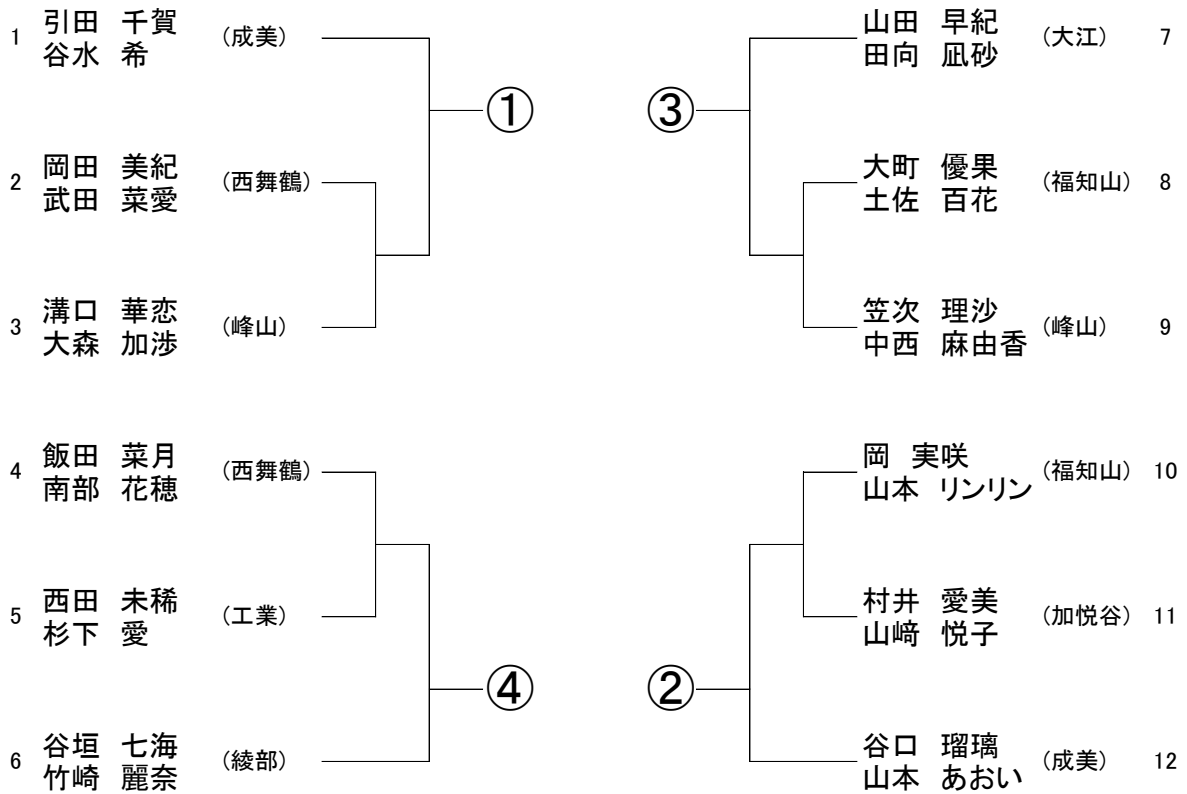 1 引田 千賀 (成美)
谷水 希
2 岡田 美紀 (西舞鶴)
武田 菜愛
3 溝口 華恋 (峰山)
大森 加渉
①
4 飯田 菜月 (西舞鶴)
南部 花穂
5 西田 未稀 (工業)
杉下 愛
6 谷垣 七海 (綾部)
竹崎 麗奈
④
③
山田 早紀 (大江) 7
田向 凪砂
大町 優果 (福知山) 8
土佐 百花
笠次 理沙 (峰山) 9
中西 麻由香
②
岡 実咲 (福知山) 10
山本 リンリン
村井 愛美 (加悦谷) 11
山﨑 悦子
谷口 瑠璃 (成美) 12
山本 あおい